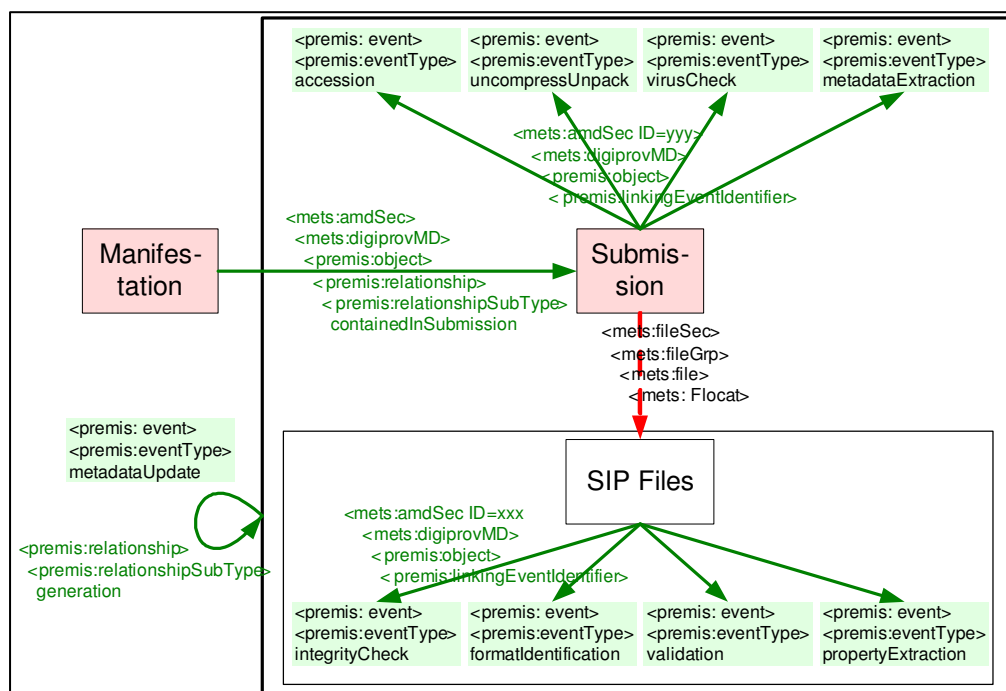 <premis: event>
<premis:eventType>
accession
<premis: event>
<premis:eventType>
uncompressUnpack
<premis: event>
<premis:eventType>
virusCheck
<premis: event>
<premis:eventType>
metadataExtraction
<mets:amdSec ID=yyy>
<mets:digiprovMD>
<premis:object>
< premis:linkingEventIdentifier>
<mets:amdSec>
<mets:digiprovMD>
<premis:object>
< premis:relationship>
< premis:relationshipSubType>
containedInSubmission
Manifes-
tation
Submis-
sion
<mets:fileSec>
<mets:fileGrp>
<mets:file>
<mets: Flocat>
<premis: event>
<premis:eventType>
metadataUpdate
<premis:relationship>
<premis:relationshipSubType>
generation
SIP Files
<mets:amdSec ID=xxx
<mets:digiprovMD>
< premis:object>
< premis:linkingEventIdentifier>
<premis: event>
<premis:eventType>
integrityCheck
<premis: event>
<premis:eventType>
formatIdentification
<premis: event>
<premis:eventType>
validation
<premis: event>
<premis:eventType>
propertyExtraction